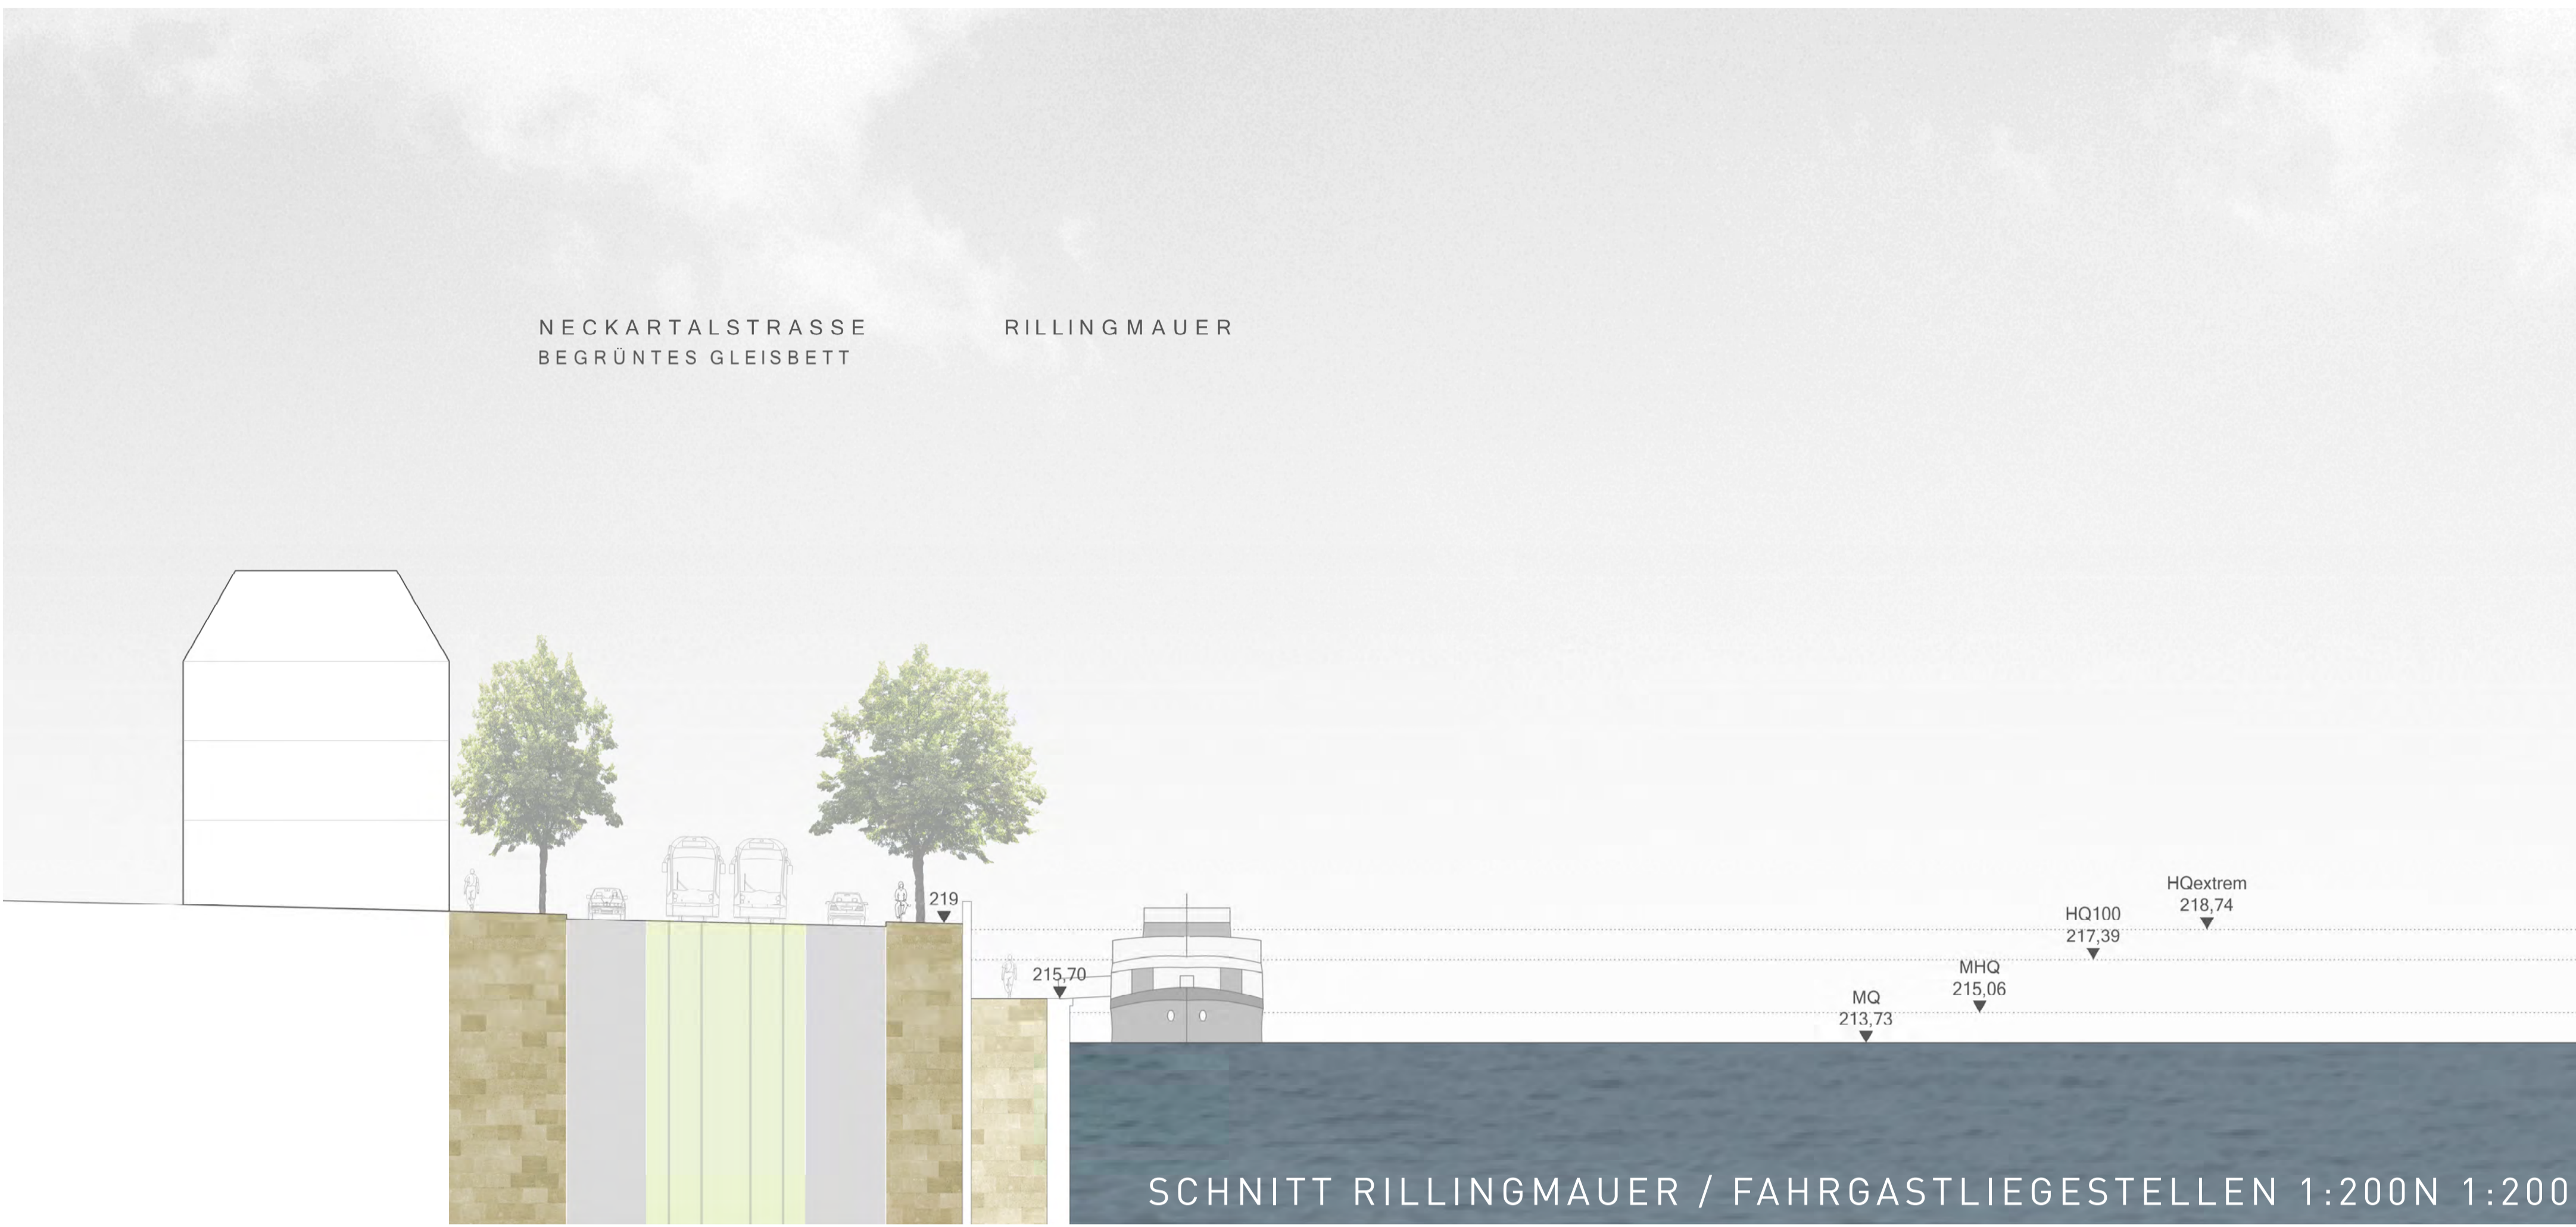 NECKARTALSTRASSE
BEGRÜNTES GLEISBETT
RILLINGMAUER
219
215,70
MQ
213,73
MHQ
215,06
HQ100
217,39
HQextrem
218,74
SCHNITT RILLINGMAUER / FAHRGASTLIEGESTELLEN 1:200N 1:200